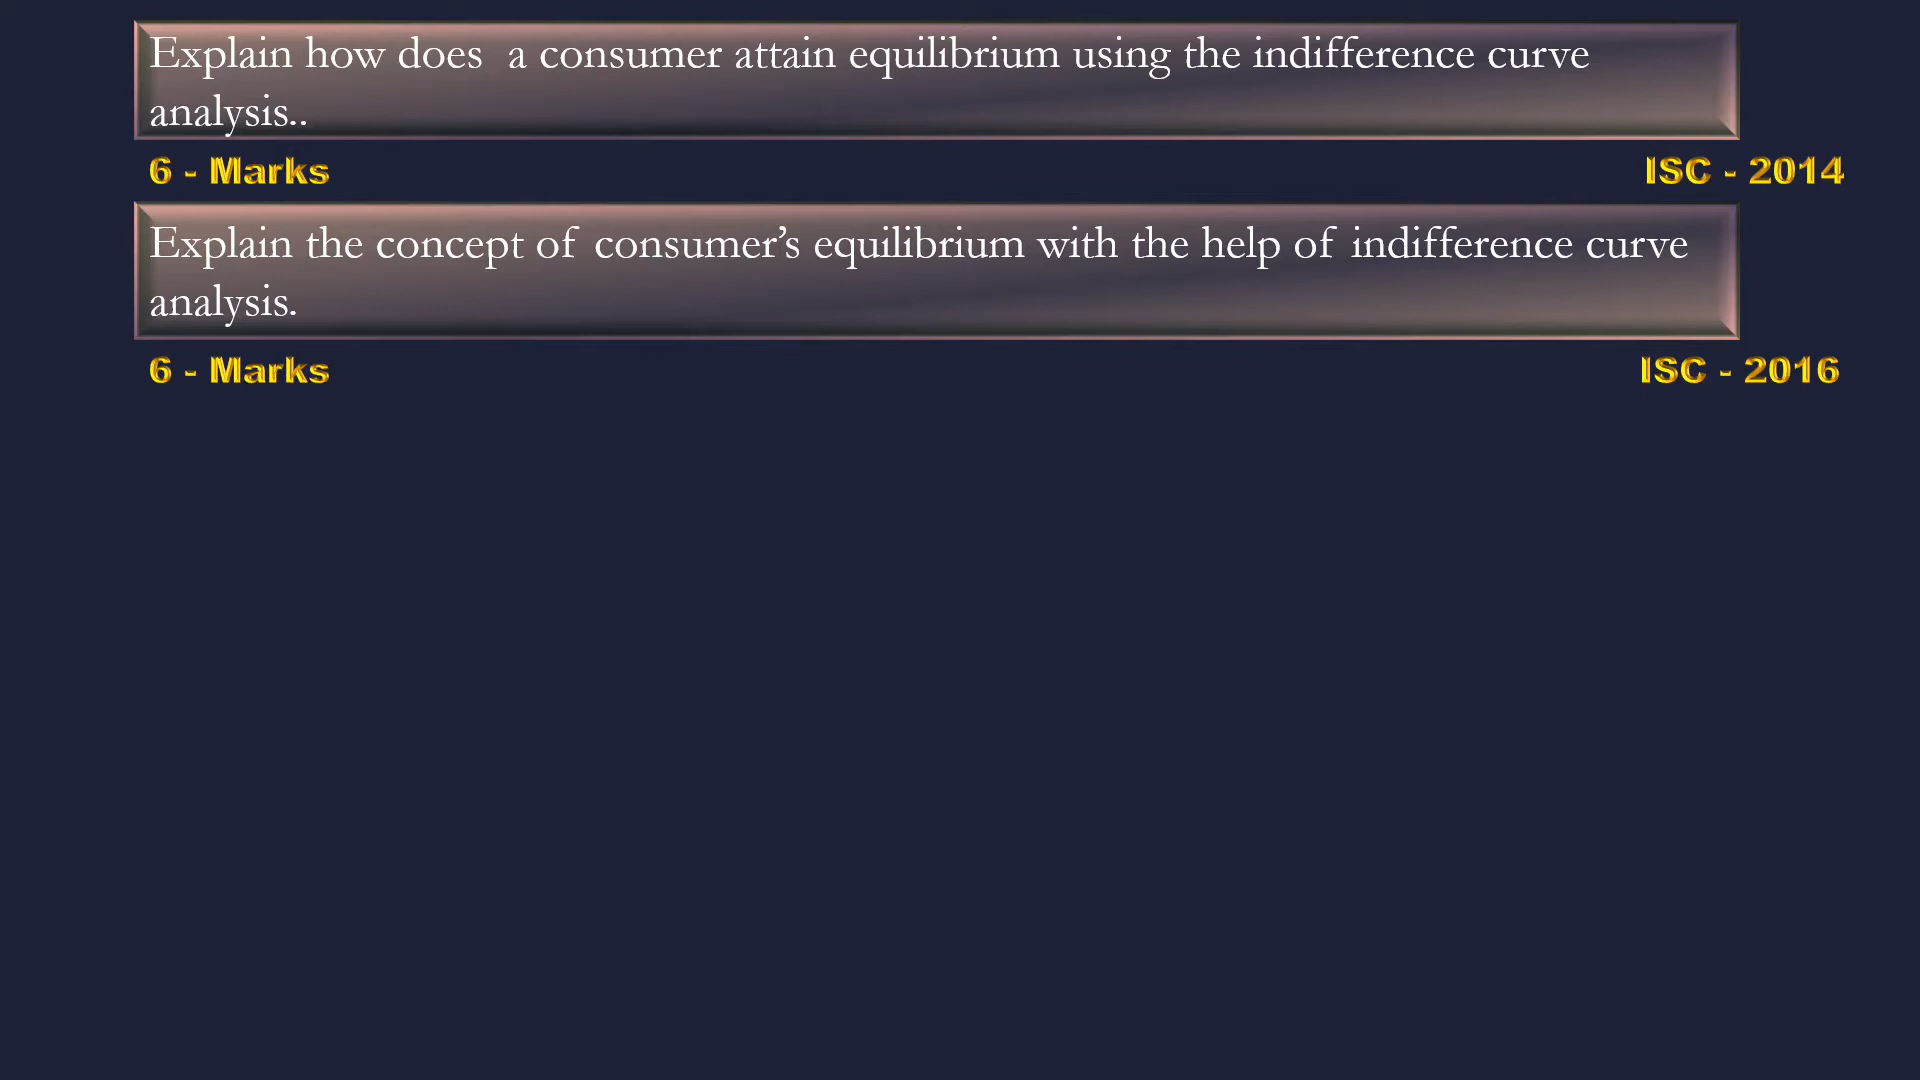 Explain how does  a consumer attain equilibrium using the indifference curve
analysis..
6 - Marks
ISC - 2014
Explain the concept of consumer’s equilibrium with the help of indifference curve
analysis.
6 - Marks
ISC - 2016